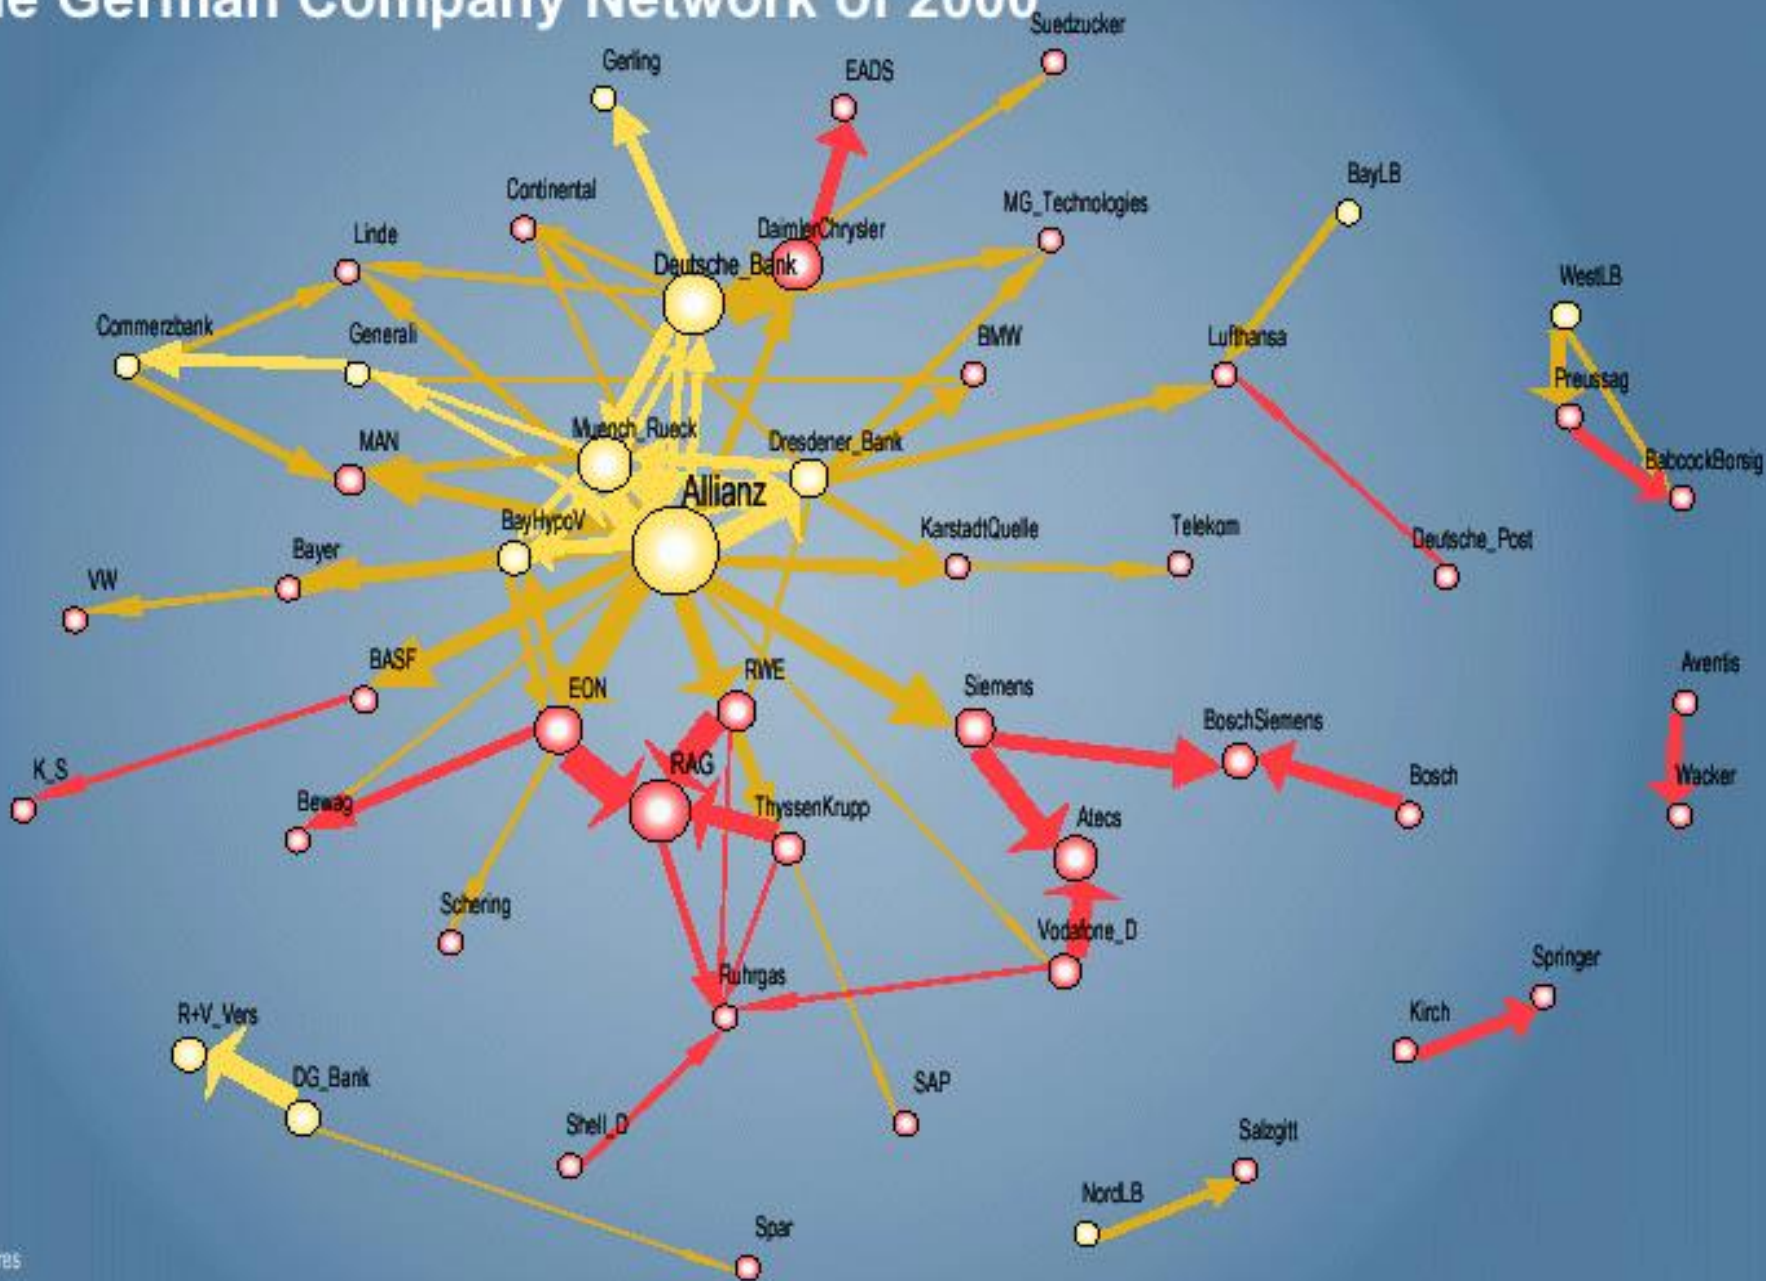 German Company Network of 2000
Suedzucker
Gerling
EADS
BayLB
Continental
MG_Technologies
DaimlerChrysler
Linde
Deutsche_Bank
WestLB
Commerzbank
Generali
BMW
Lufthansa
Preussag
Muench_Rueck
Dresdener_Bank
MAN
BabcockBorsig
Allianz
BayHypoV
KarstadtQuelle
Telekom
Deutsche_Post
Bayer
VW
BASF
RWE
Aventis
EON
Siemens
BoschSiemens
K_S
RAG
Bosch
Wacker
Bewag
ThyssenKrupp
Atecs
Schering
Vodafone_D
Springer
Ruhrgas
R+V_Vers
Kirch
DG_Bank
SAP
Shell_D
Salzgitt
NordLB
Spar